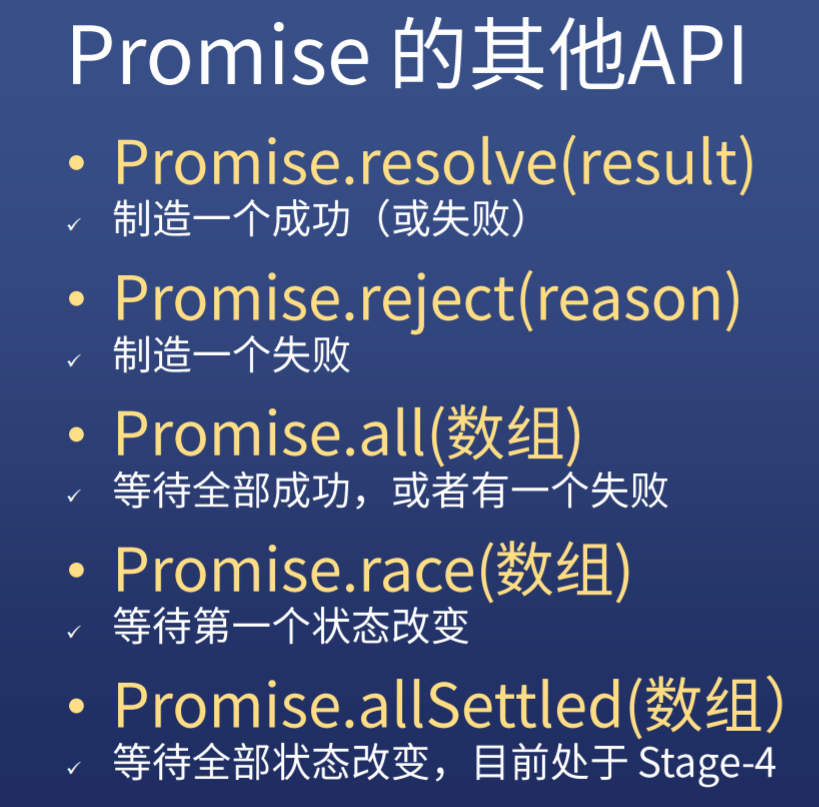 Promise 的其他API
• Promise.resolve(result)
✓ 制造一个成功（或失败）
• Promise.reject(reason)
✓ 制造一个失败
• Promise.all(数组)
✓ 等待全部成功，或者有一个失败
• Promise.race(数组)
✓ 等待第一个状态改变
• Promise.allSettled(数组）
✓ 等待全部状态改变，目前处于 Stage-4